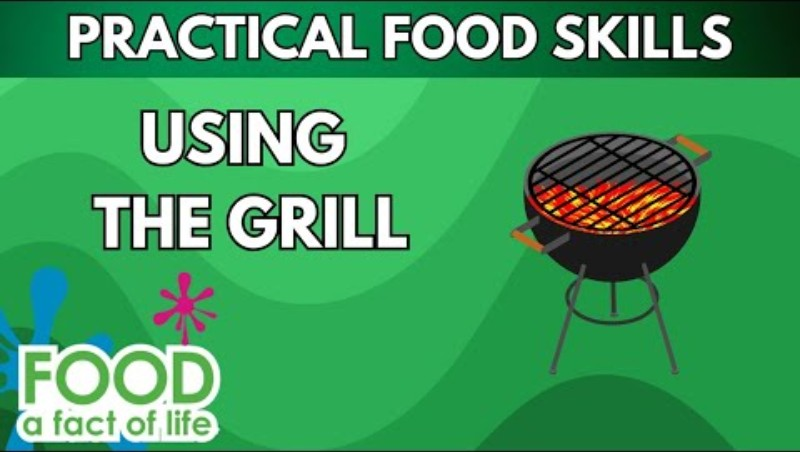 PRACTICAL FOOD SKILLS
USING
THE GRILL
FOOD
a fact of life